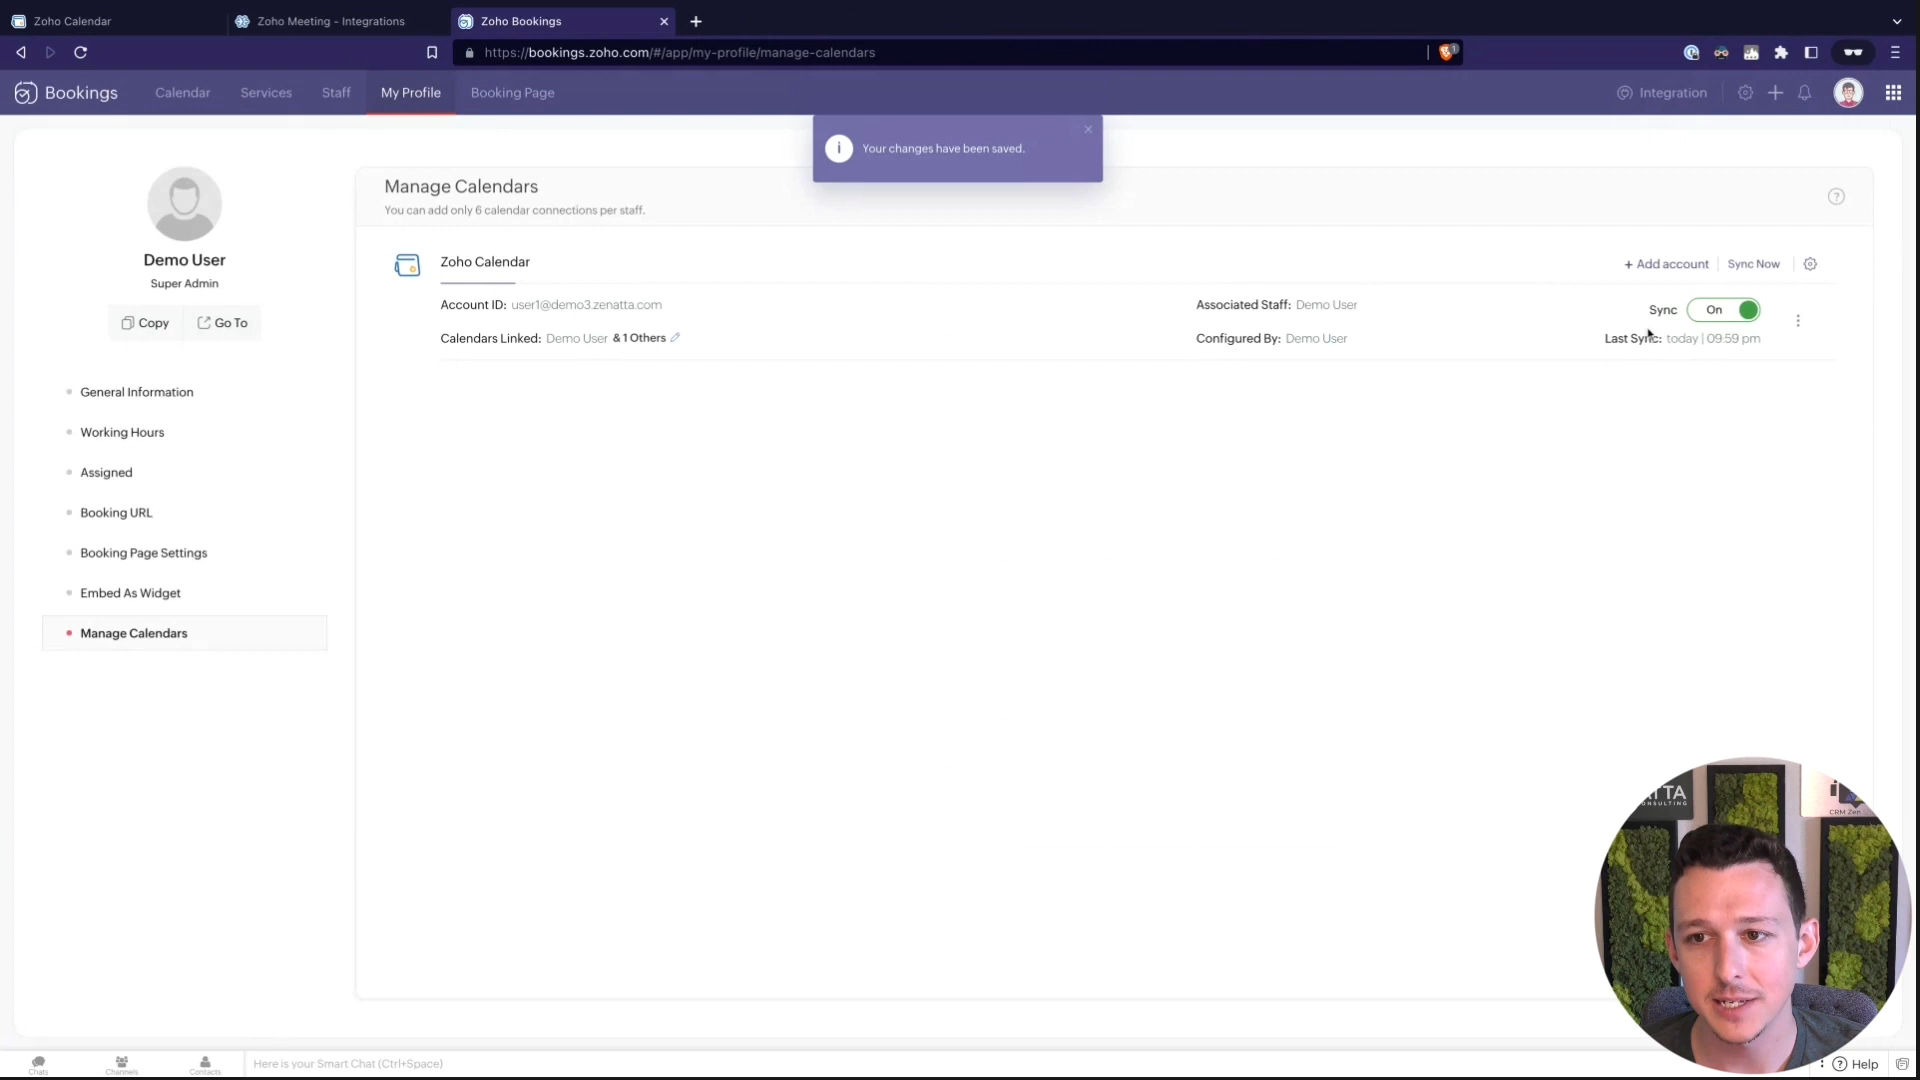 Zoho Calendar
Zoho Meeting - Integrations
Zoho Bookings
https://bookings.zoho.com/#/app/my-profile/manage-calendars
1
Bookings
Calendar
Services
Staff
My Profile
Booking Page
Integration
i
Your changes have been saved.
Manage Calendars
You can add only 6 calendar connections per staff.
?
Demo User
Super Admin
Copy
Go To
Zoho Calendar
+ Add account
Sync Now
Account ID: user1@demo3.zenatta.com
Associated Staff: Demo User
Sync
On
Calendars Linked: Demo User & 1 Others
Configured By: Demo User
Last Sync: today | 09:59 pm
General Information
Working Hours
Assigned
Booking URL
Booking Page Settings
Embed As Widget
Manage Calendars
TTA
ONSULTING
CRM Zen
Chats
Channels
Contacts
Here is your Smart Chat (Ctrl+Space)
? Help